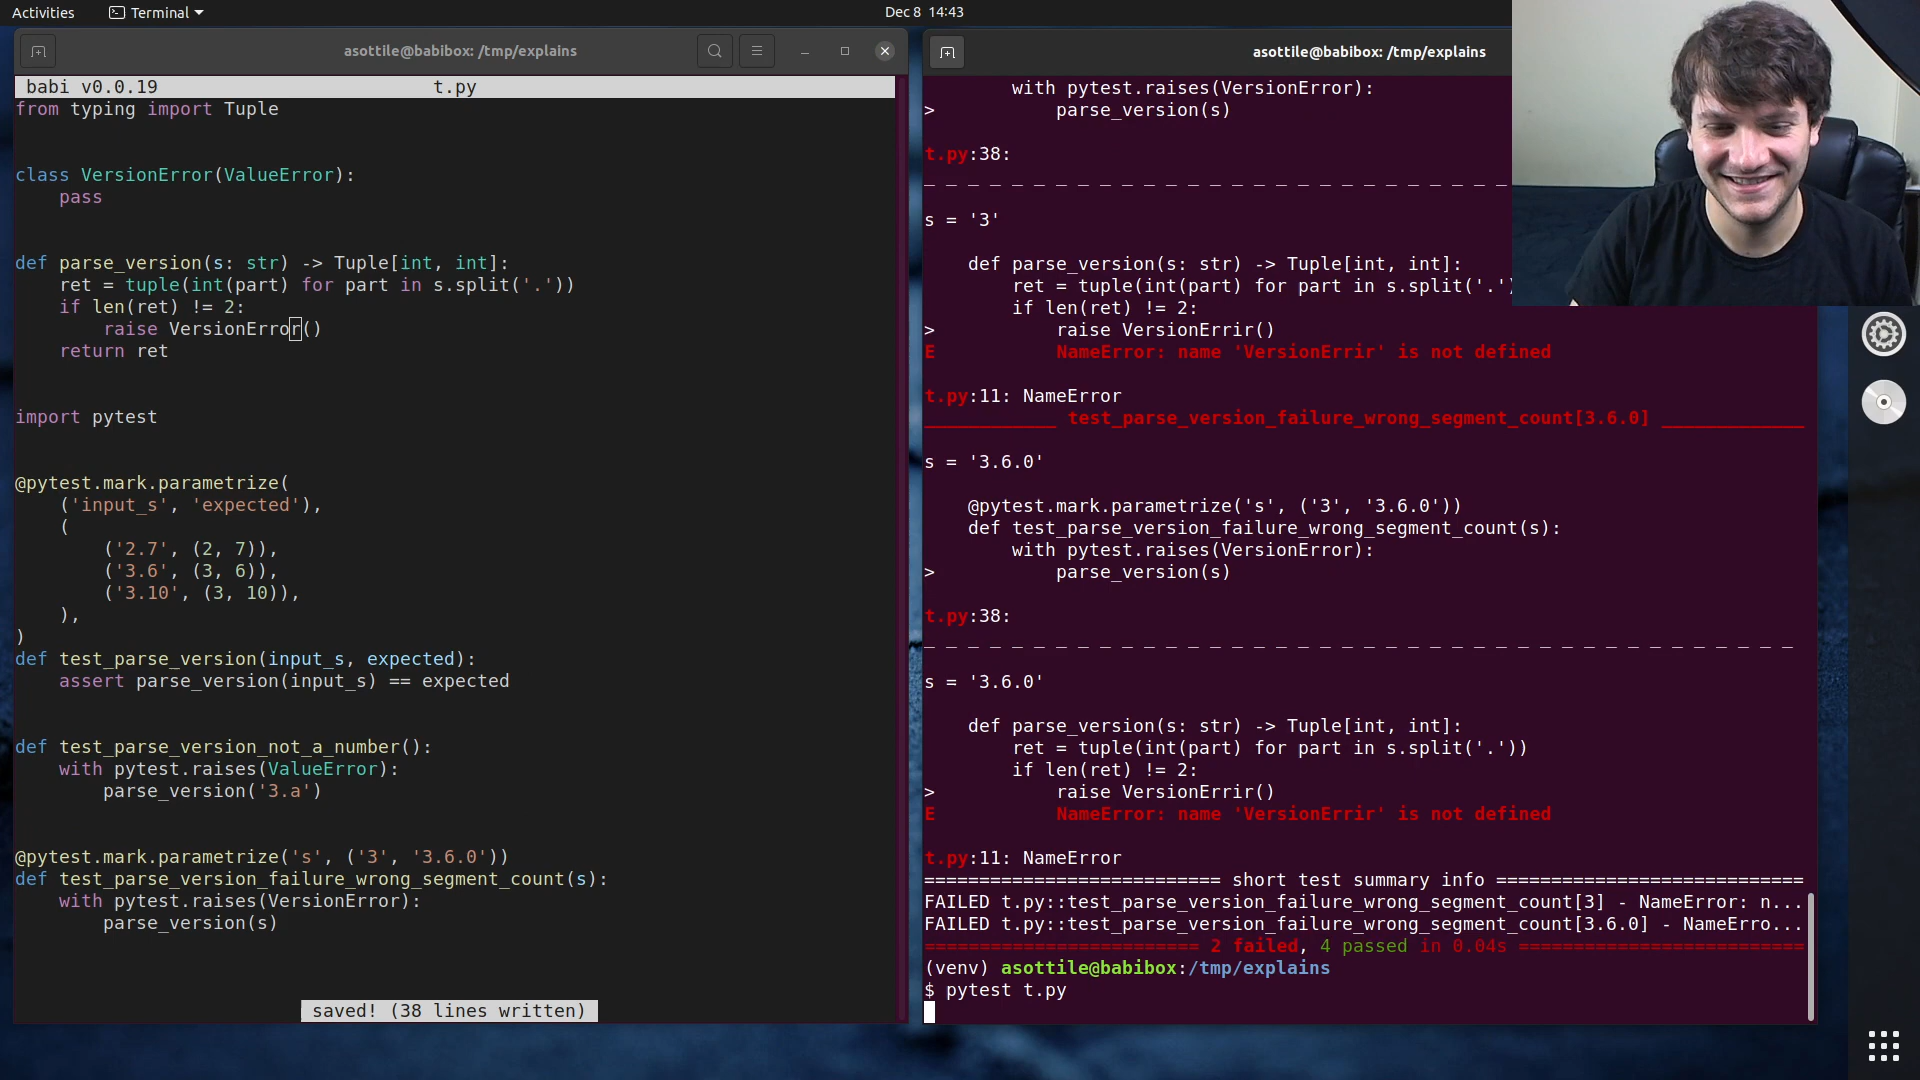 Activities
Terminal
Dec 8 14:43
asottile@babibox: /tmp/explains
babi v0.0.19 t.py
from typing import Tuple
class VersionError(ValueError):
    pass
def parse_version(s: str) -> Tuple[int, int]:
    ret = tuple(int(part) for part in s.split('.'))
    if len(ret) != 2:
        raise VersionError()
    return ret
import pytest
@pytest.mark.parametrize(
    ('input_s', 'expected'),
    (
        ('2.7', (2, 7)),
        ('3.6', (3, 6)),
        ('3.10', (3, 10)),
    ),
)
def test_parse_version(input_s, expected):
    assert parse_version(input_s) == expected
def test_parse_version_not_a_number():
    with pytest.raises(ValueError):
        parse_version('3.a')
@pytest.mark.parametrize('s', ('3', '3.6.0'))
def test_parse_version_failure_wrong_segment_count(s):
    with pytest.raises(VersionError):
        parse_version(s)
saved! (38 lines written)
asottile@babibox: /tmp/explains
        with pytest.raises(VersionError):
>           parse_version(s)
t.py:38:
_ _ _ _ _ _ _ _ _ _ _ _ _ _ _ _ _ _ _ _ _ _ _ _ _ _ _
s = '3'
    def parse_version(s: str) -> Tuple[int, int]:
        ret = tuple(int(part) for part in s.split('.')
        if len(ret) != 2:
>           raise VersionErrir()
E           NameError: name 'VersionErrir' is not defined
t.py:11: NameError
____________ test_parse_version_failure_wrong_segment_count[3.6.0] _____________
s = '3.6.0'
    @pytest.mark.parametrize('s', ('3', '3.6.0'))
    def test_parse_version_failure_wrong_segment_count(s):
        with pytest.raises(VersionError):
>           parse_version(s)
t.py:38:
_ _ _ _ _ _ _ _ _ _ _ _ _ _ _ _ _ _ _ _ _ _ _ _ _ _ _ _ _ _ _ _ _ _ _ _ _ _ _ _
s = '3.6.0'
    def parse_version(s: str) -> Tuple[int, int]:
        ret = tuple(int(part) for part in s.split('.'))
        if len(ret) != 2:
>           raise VersionErrir()
E           NameError: name 'VersionErrir' is not defined
t.py:11: NameError
=========================== short test summary info ============================
FAILED t.py::test_parse_version_failure_wrong_segment_count[3] - NameError: n...
FAILED t.py::test_parse_version_failure_wrong_segment_count[3.6.0] - NameErro...
========================= 2 failed, 4 passed in 0.04s ==========================
(venv) asottile@babibox:/tmp/explains
$ pytest t.py